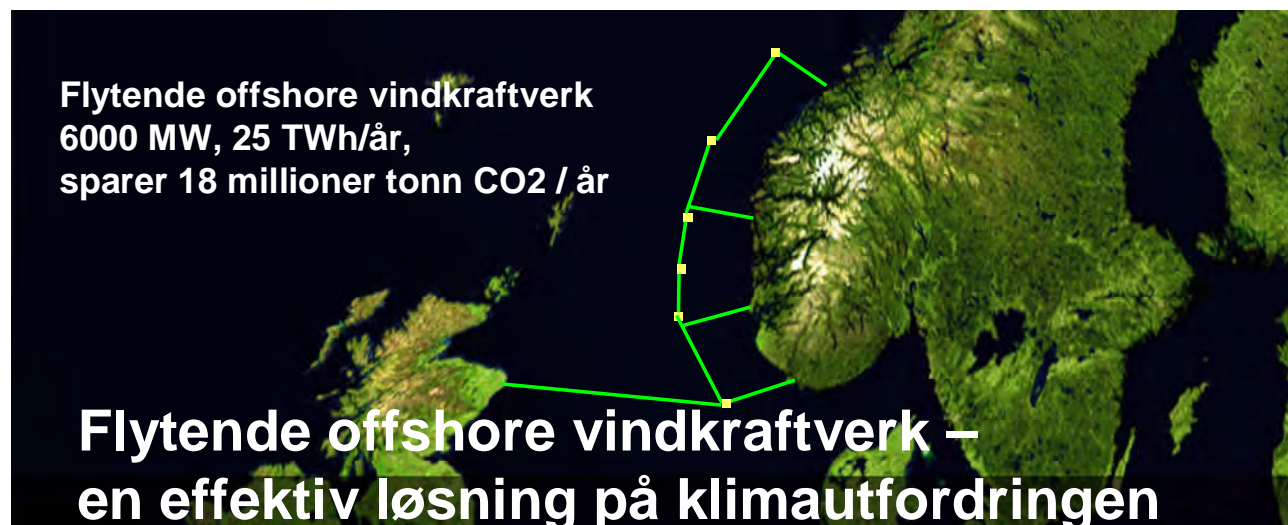 Flytende offshore vindkraftverk
6000 MW, 25 TWh/år,
sparer 18 millioner tonn CO2 / år
Flytende offshore vindkraftverk –
en effektiv løsning på klimautfordringen